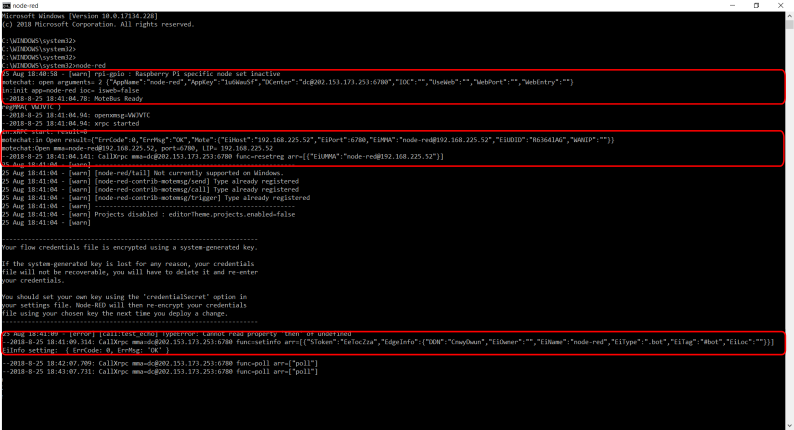 node-red
Microsoft Windows [Version 10.0.17134.228]
(c) 2018 Microsoft Corporation. All rights reserved.
C:\WINDOWS\system32>
C:\WINDOWS\system32>
C:\WINDOWS\system32>
C:\WINDOWS\system32>node-red
25 Aug 18:40:58 - [warn] rpi-gpio : Raspberry Pi specific node set inactive
motechat: open arguments= 2 {"AppName":"node-red","AppKey":"1u6Wau5f","DCenter":"dc@202.153.173.253:6780","IOC":"","UseWeb":"","WebPort":"","WebEntry":""}
in:init app=node-red ioc= isweb=false
--2018-8-25 18:41:04.78: MoteBus Ready
regMMA( VWJVTC )
--2018-8-25 18:41:04.94: openxmsg=VWJVTC
--2018-8-25 18:41:04.94: xrpc started
in:xRPC start: result=0
motechat:in Open result={"ErrCode":0,"ErrMsg":"OK","Mote":{"EiHost":"192.168.225.52","EiPort":6780,"EiMMA":"node-red@192.168.225.52","EiUDID":"R6364IAG","WANIP":""}}
motechat:Open mma=node-red@192.168.225.52, port=6780, LIP= 192.168.225.52
--2018-8-25 18:41:04.141: CallXrpc mma=dc@202.153.173.253:6780 func=resetreg arr=[{"EiUMMA":"node-red@192.168.225.52"}]
25 Aug 18:41:04 - [warn] ------------------------------------------------------
25 Aug 18:41:04 - [warn] [node-red/tail] Not currently supported on Windows.
25 Aug 18:41:04 - [warn] [node-red-contrib-motemsg/send] Type already registered
25 Aug 18:41:04 - [warn] [node-red-contrib-motemsg/call] Type already registered
25 Aug 18:41:04 - [warn] [node-red-contrib-motemsg/trigger] Type already registered
25 Aug 18:41:04 - [warn] ------------------------------------------------------
25 Aug 18:41:04 - [warn] Projects disabled : editorTheme.projects.enabled=false
25 Aug 18:41:04 - [warn]
---------------------------------------------------------------------
Your flow credentials file is encrypted using a system-generated key.
If the system-generated key is lost for any reason, your credentials
file will not be recoverable, you will have to delete it and re-enter
your credentials.
You should set your own key using the 'credentialSecret' option in
your settings file. Node-RED will then re-encrypt your credentials
file using your chosen key the next time you deploy a change.
---------------------------------------------------------------------
25 Aug 18:41:09 - [error] [call:test_echo] TypeError: Cannot read property 'then' of undefined
--2018-8-25 18:41:09.314: CallXrpc mma=dc@202.153.173.253:6780 func=setinfo arr=[{"SToken":"EeTocZza","EdgeInfo":{"DDN":"CnwyOwun","EiOwner":"","EiName":"node-red","EiType":".bot","EiTag":"#bot","EiLoc":""}}]
EiInfo setting: { ErrCode: 0, ErrMsg: 'OK' }
--2018-8-25 18:42:07.709: CallXrpc mma=dc@202.153.173.253:6780 func=poll arr=["poll"]
--2018-8-25 18:43:07.731: CallXrpc mma=dc@202.153.173.253:6780 func=poll arr=["poll"]